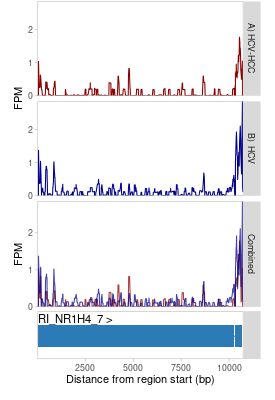 2
1
0
FPM
A) HCV-HCC
2
1
0
B) HCV
2
1
0
FPM
Combined
RI_NR1H4_7 >
2500 5000 7500 10000
Distance from region start (bp)